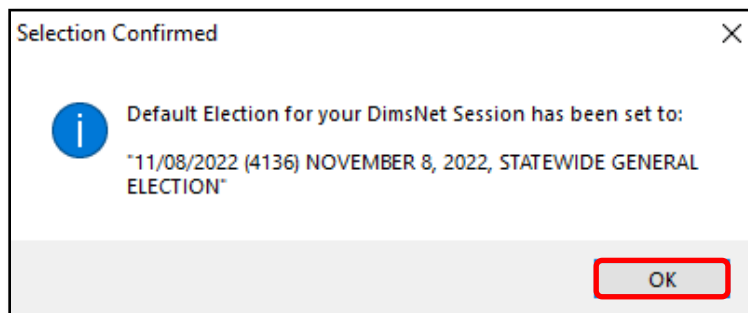 Selection Confirmed
Default Election for your DimsNet Session has been set to:
"11/08/2022 (4136) NOVEMBER 8, 2022, STATEWIDE GENERAL
ELECTION"
OK